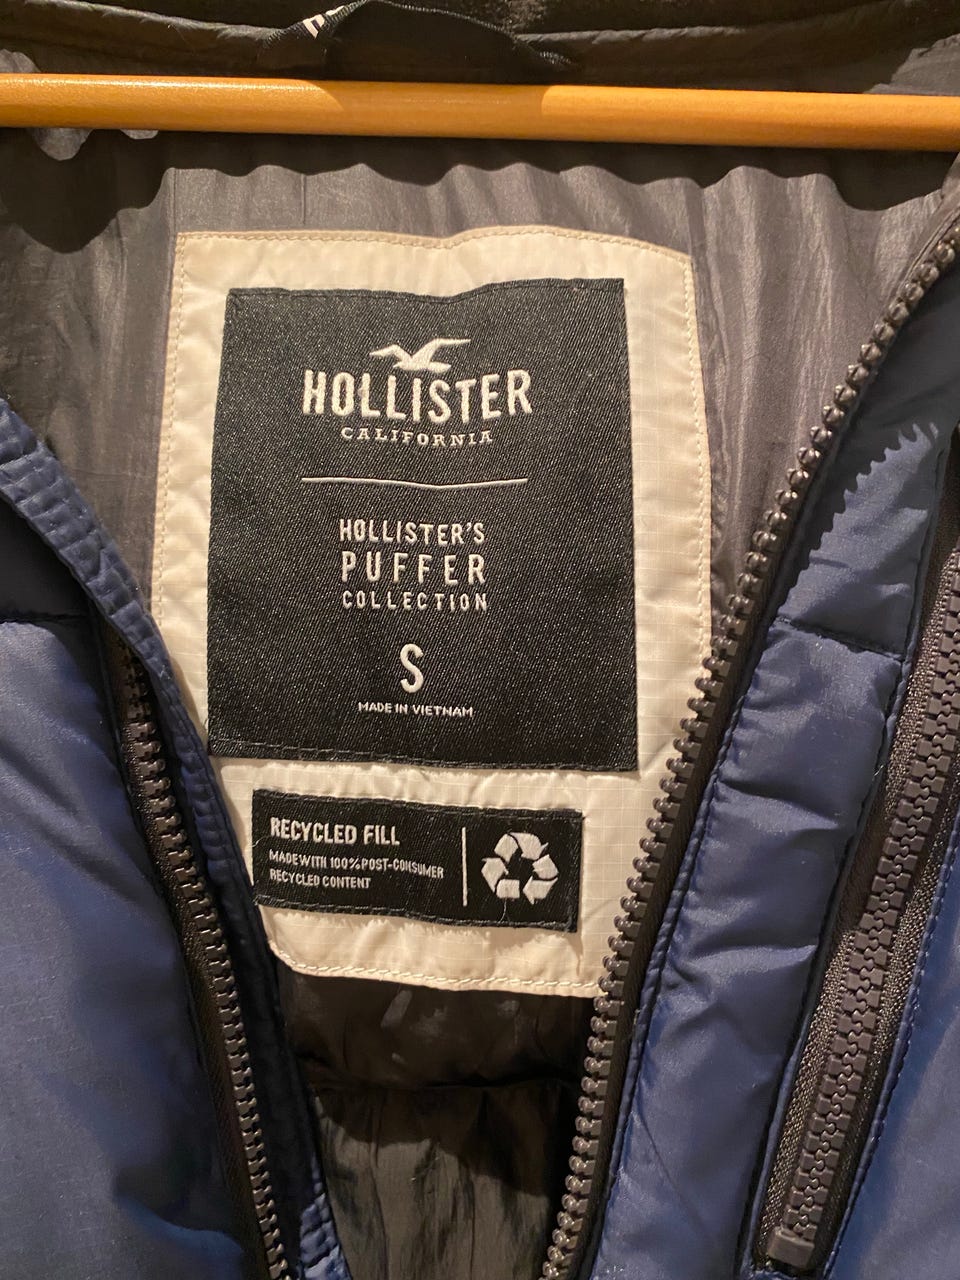 HOLLISTER
CALIFORNIA
HOLLISTER'S
PUFFER
COLLECTION
S
MADE IN VIETNAM
RECYCLED FILL
MADE WITH 100% POST-CONSUMER
RECYCLED CONTENT